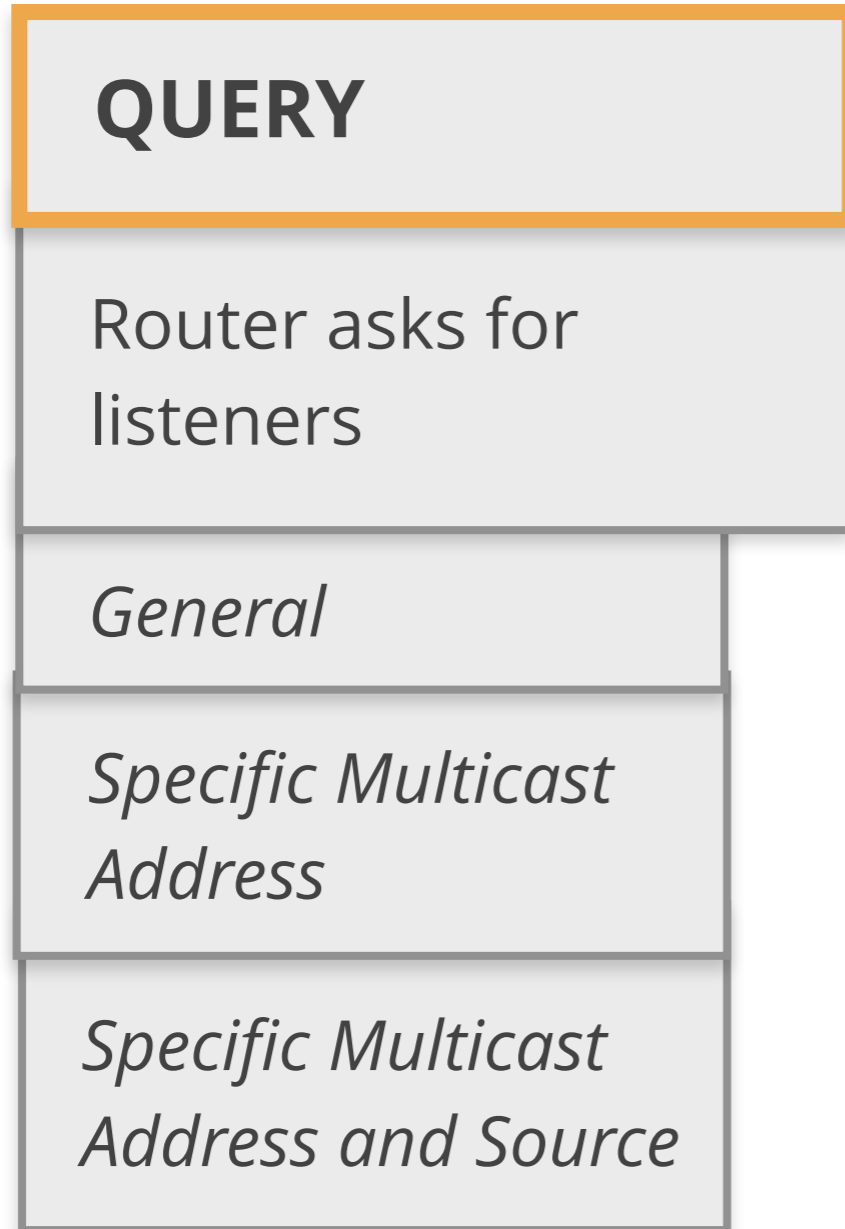 QUERY
Router asks for
listeners
General
Specific Multicast
Address
Specific Multicast
Address and Source